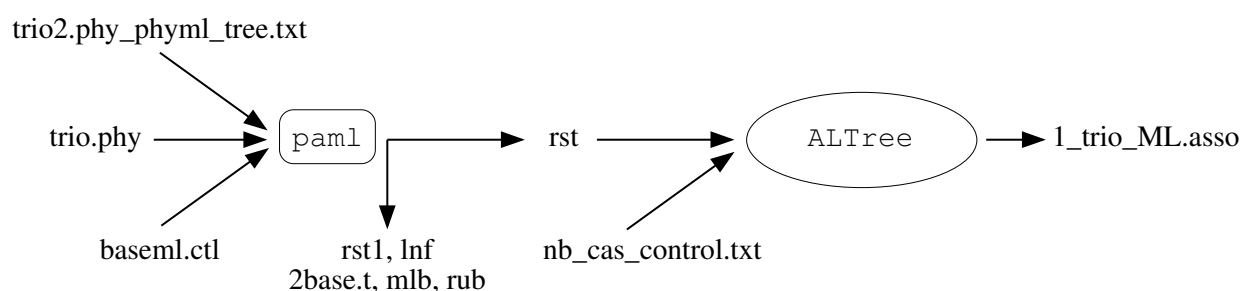 trio2.phy_phyml_tree.txt
trio.phy
paml
rst
ALTree
1_trio_ML.asso
baseml.ctl
rst1, lnf
2base.t, mlb, rub
nb_cas_control.txt